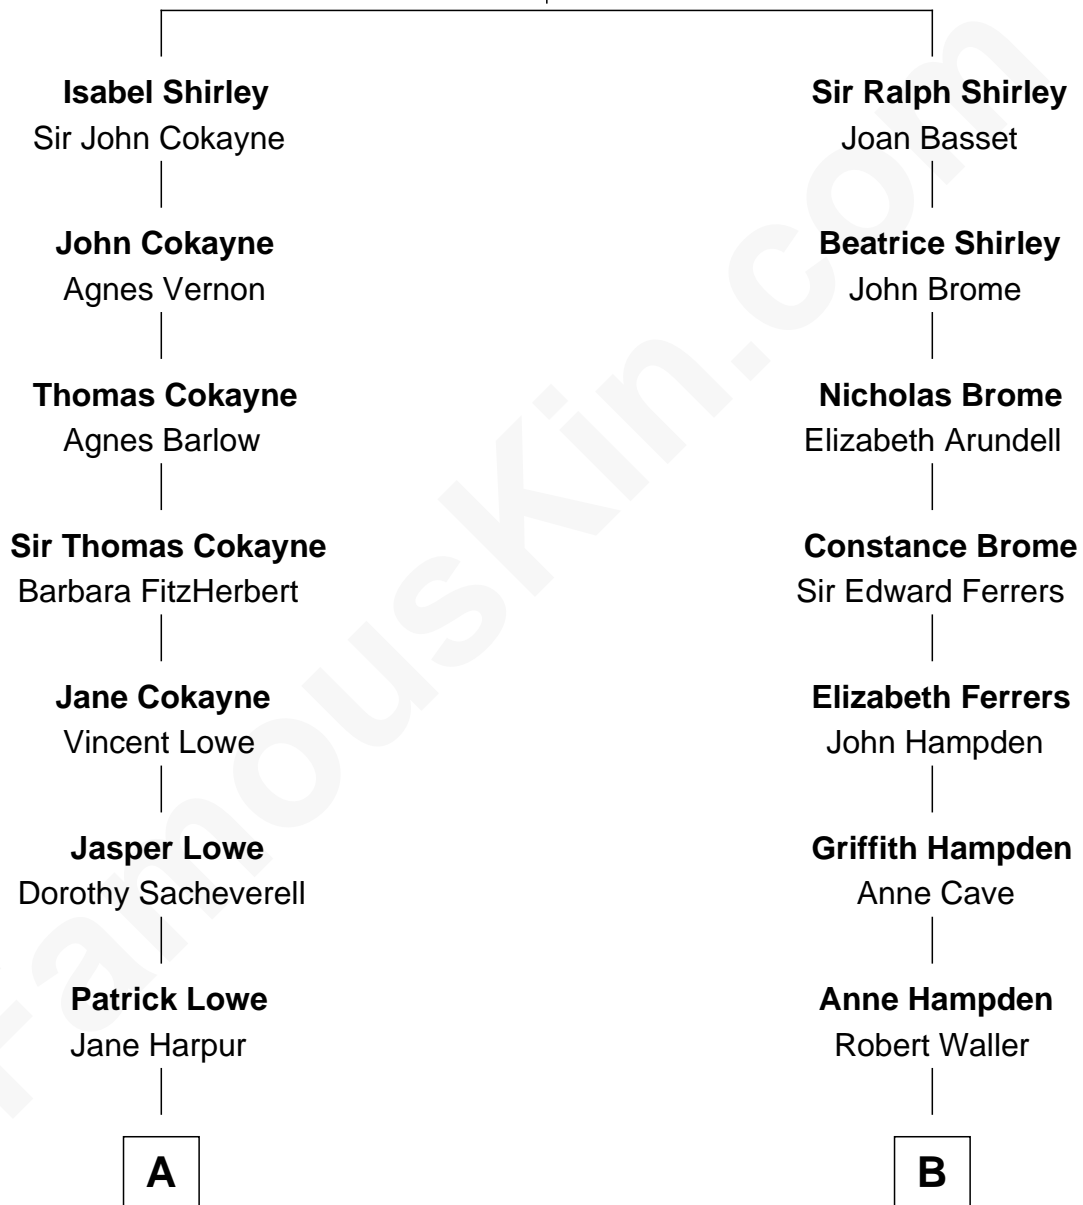 Isabel Shirley
Sir John Cokayne
John Cokayne
Agnes Vernon
Thomas Cokayne
Agnes Barlow
Sir Thomas Cokayne
Barbara FitzHerbert
Jane Cokayne
Vincent Lowe
Jasper Lowe
Dorothy Sacheverell
Patrick Lowe
Jane Harpur
A
Sir Ralph Shirley
Joan Basset
Beatrice Shirley
John Brome
Nicholas Brome
Elizabeth Arundell
Constance Brome
Sir Edward Ferrers
Elizabeth Ferrers
John Hampden
Griffith Hampden
Anne Cave
Anne Hampden
Robert Waller
B
FamousKin.com